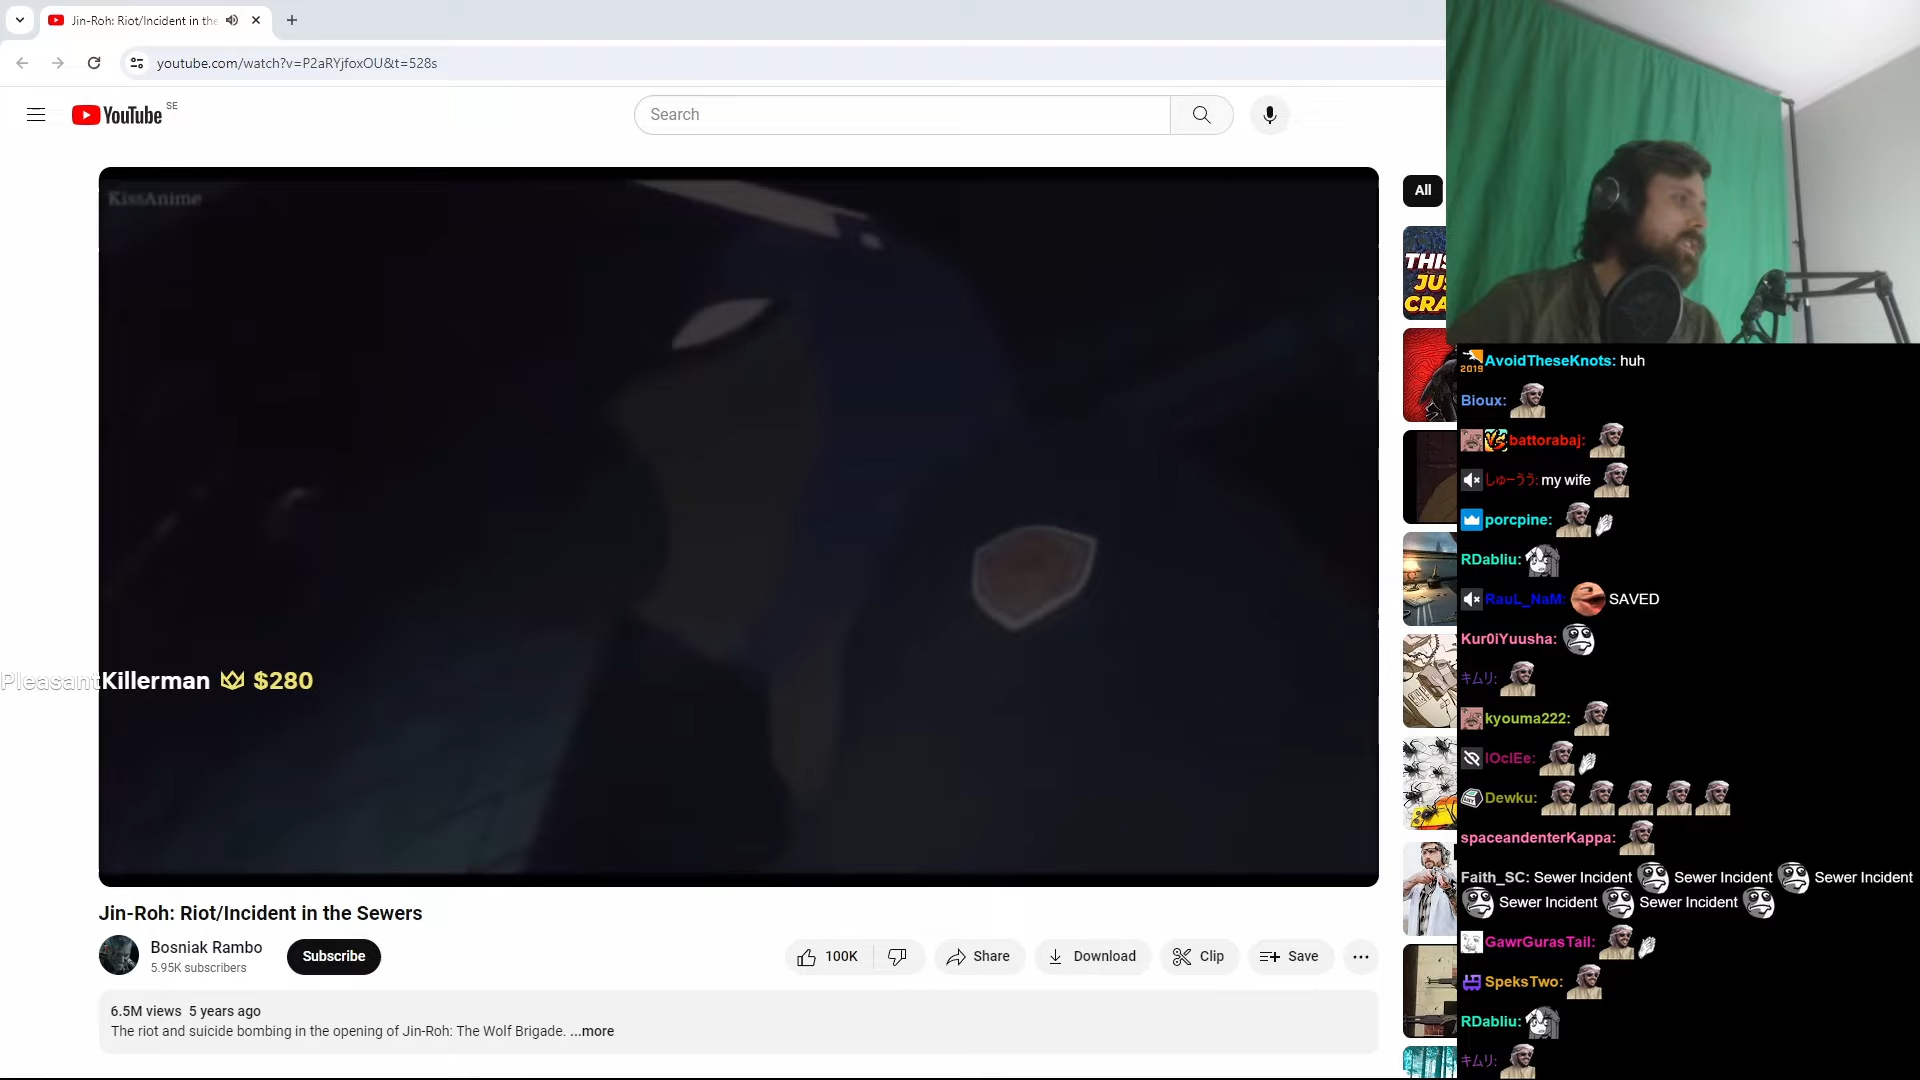 Jin-Roh: Riot/Incident in the
youtube.com/watch?v=P2aRYjfoxOU&t=528s
YouTube SE
Search
KissAnime
All
THIS
JUS
CRA
PleasantKillerman $280
Jin-Roh: Riot/Incident in the Sewers
Bosniak Rambo
5.95K subscribers
Subscribe
100K
Share
Download
Clip
Save
6.5M views 5 years ago
The riot and suicide bombing in the opening of Jin-Roh: The Wolf Brigade. ...more
2019 AvoidTheseKnots: huh
Bioux:
battorabaj:
しゅーうう: my wife
porcpine:
RDabliu:
RauL_NaM: SAVED
Kur0iYuusha:
キムリ:
kyouma222:
lOclEe:
Dewku:
spaceandenterKappa:
Faith_SC: Sewer Incident Sewer Incident Sewer Incident
Sewer Incident Sewer Incident
GawrGurasTail:
SpeksTwo:
RDabliu:
キムリ: